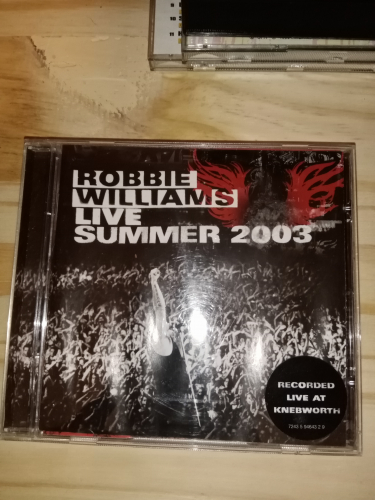 ROBBIE
WILLIAMS
LIVE
SUMMER 2003
RECORDED
LIVE AT
KNEBWORTH